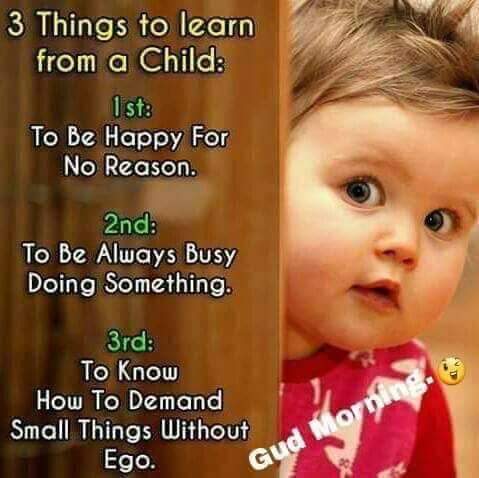 3 Things to learn
from a Child:
1st:
To Be Happy For
No Reason.
2nd:
To Be Always Busy
Doing Something.
3rd:
To Know
How To Demand
Small Things Without
Ego.
Gud Morning.